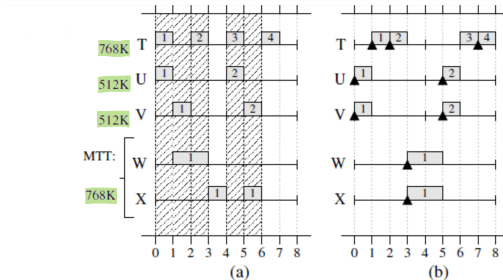 768K T 1 2 3 4 T 1 2 3 4
512K U 1 2 U 1 2
512K V 1 2 V 1 2
MTT: W 1 W 1
768K X 1 1 X 1
0 1 2 3 4 5 6 7 8 0 1 2 3 4 5 6 7 8
(a) (b)